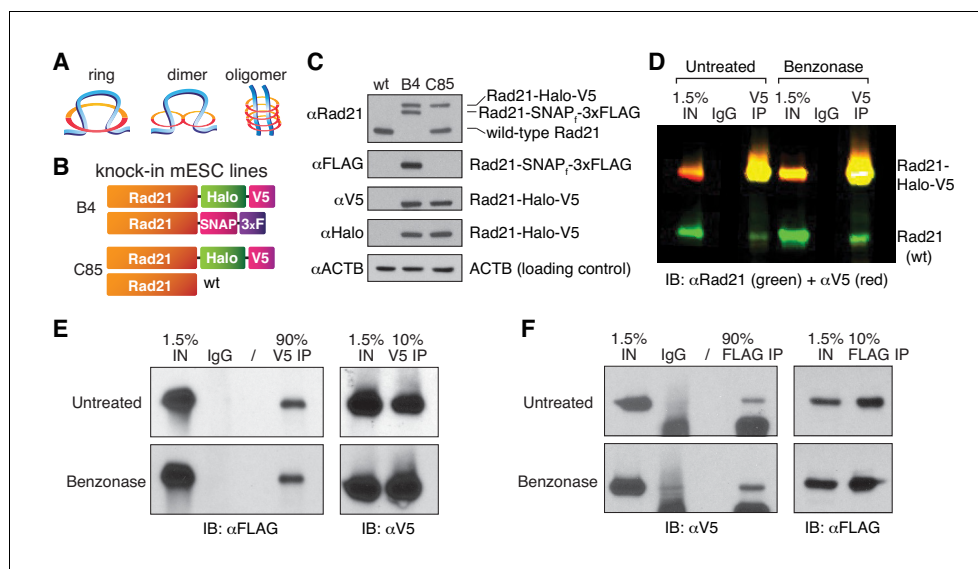 A
ring
dimer
oligomer
B
knock-in mESC lines
B4
Rad21
Halo
V5
Rad21
SNAP
3xF
C85
Rad21
Halo
V5
Rad21
wt
C
wt
B4
C85
αRad21
Rad21-Halo-V5
Rad21-SNAPf-3xFLAG
wild-type Rad21
αFLAG
Rad21-SNAPf-3xFLAG
αV5
Rad21-Halo-V5
αHalo
Rad21-Halo-V5
αACTB
ACTB (loading control)
D
Untreated
Benzonase
1.5% IN
IgG
V5 IP
1.5% IN
IgG
V5 IP
Rad21-Halo-V5
Rad21 (wt)
IB: αRad21 (green) + αV5 (red)
E
1.5% IN
IgG
/
90% V5 IP
1.5% IN
10% V5 IP
Untreated
Benzonase
IB: αFLAG
IB: αV5
F
1.5% IN
IgG
/
90% FLAG IP
1.5% IN
10% FLAG IP
Untreated
Benzonase
IB: αV5
IB: αFLAG